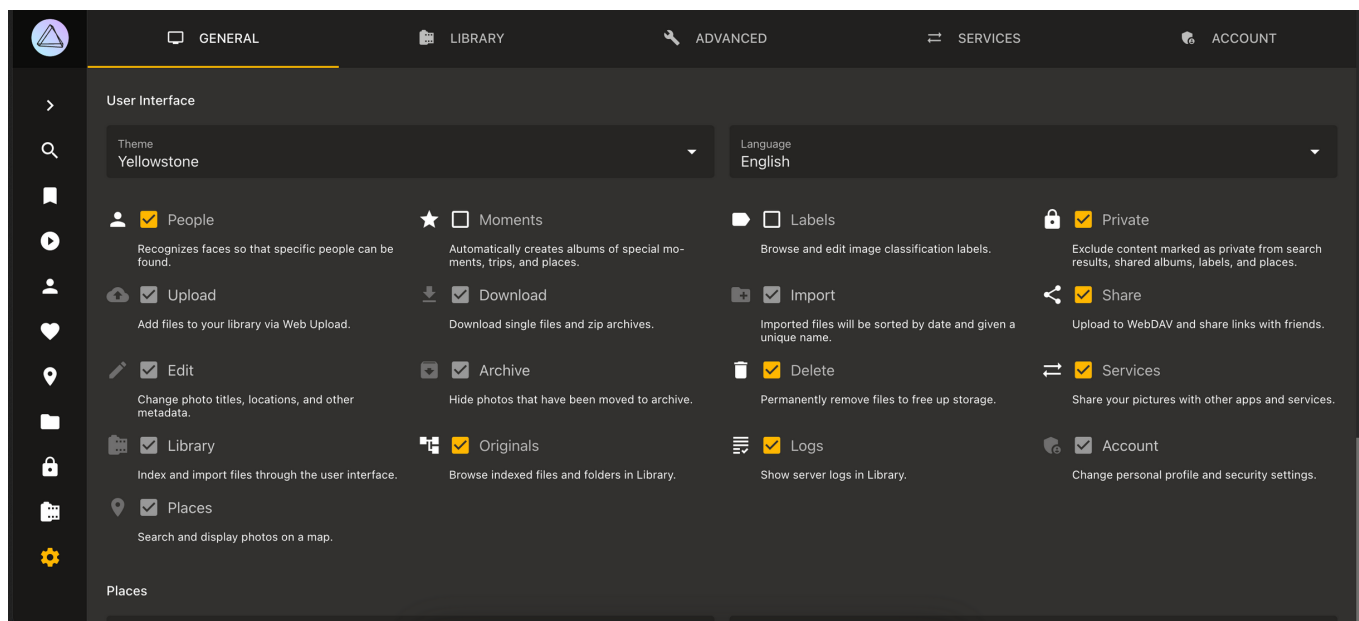 GENERAL
LIBRARY
ADVANCED
SERVICES
ACCOUNT
User Interface
Theme
Yellowstone
Language
English
People
Recognizes faces so that specific people can be
found.
Moments
Automatically creates albums of special mo-
ments, trips, and places.
Labels
Browse and edit image classification labels.
Private
Exclude content marked as private from search
results, shared albums, labels, and places.
Upload
Add files to your library via Web Upload.
Download
Download single files and zip archives.
Import
Imported files will be sorted by date and given a
unique name.
Share
Upload to WebDAV and share links with friends.
Edit
Change photo titles, locations, and other
metadata.
Archive
Hide photos that have been moved to archive.
Delete
Permanently remove files to free up storage.
Services
Share your pictures with other apps and services.
Library
Index and import files through the user interface.
Originals
Browse indexed files and folders in Library.
Logs
Show server logs in Library.
Account
Change personal profile and security settings.
Places
Search and display photos on a map.
Places